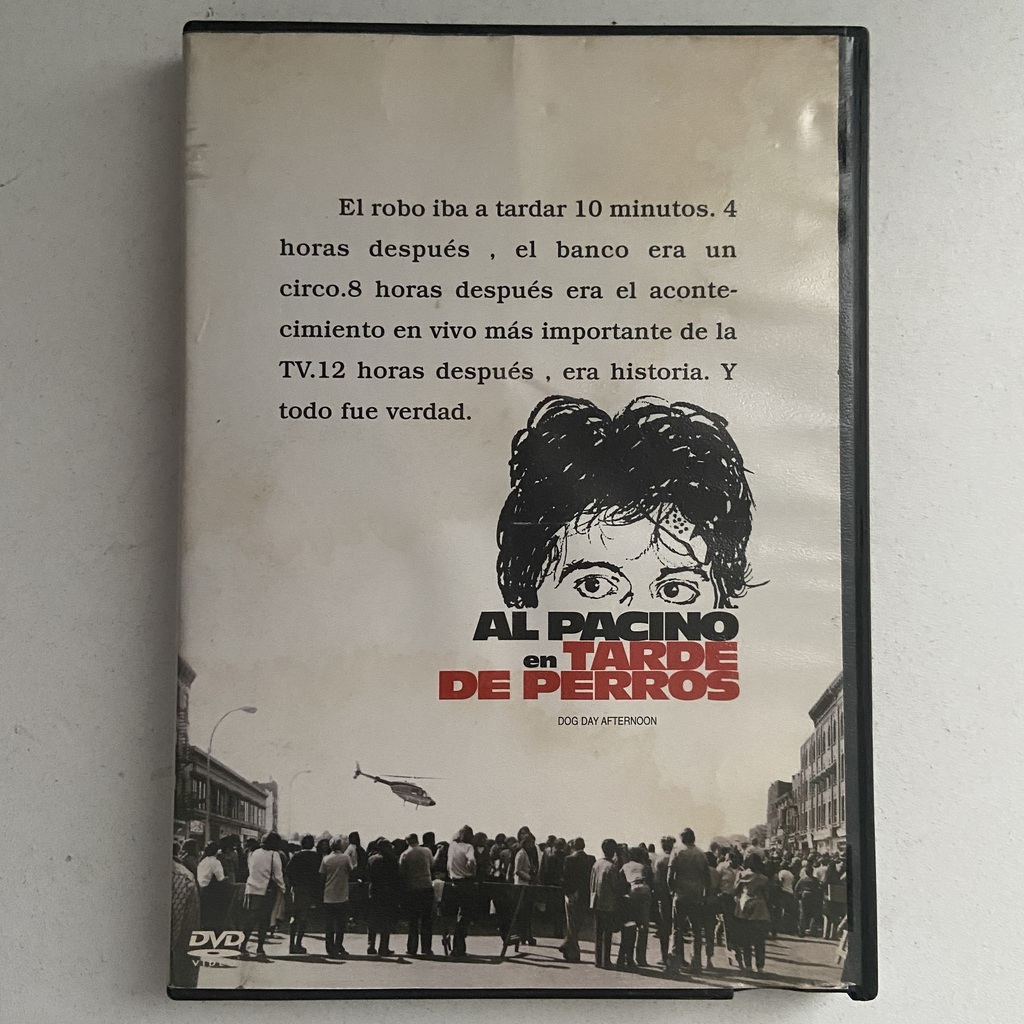 El robo iba a tardar 10 minutos. 4
horas después , el banco era un
circo.8 horas después era el aconte-
cimiento en vivo más importante de la
TV.12 horas después , era historia. Y
todo fue verdad.
AL PACINO
en TARDE
DE PERROS
DOG DAY AFTERNOON
DVD